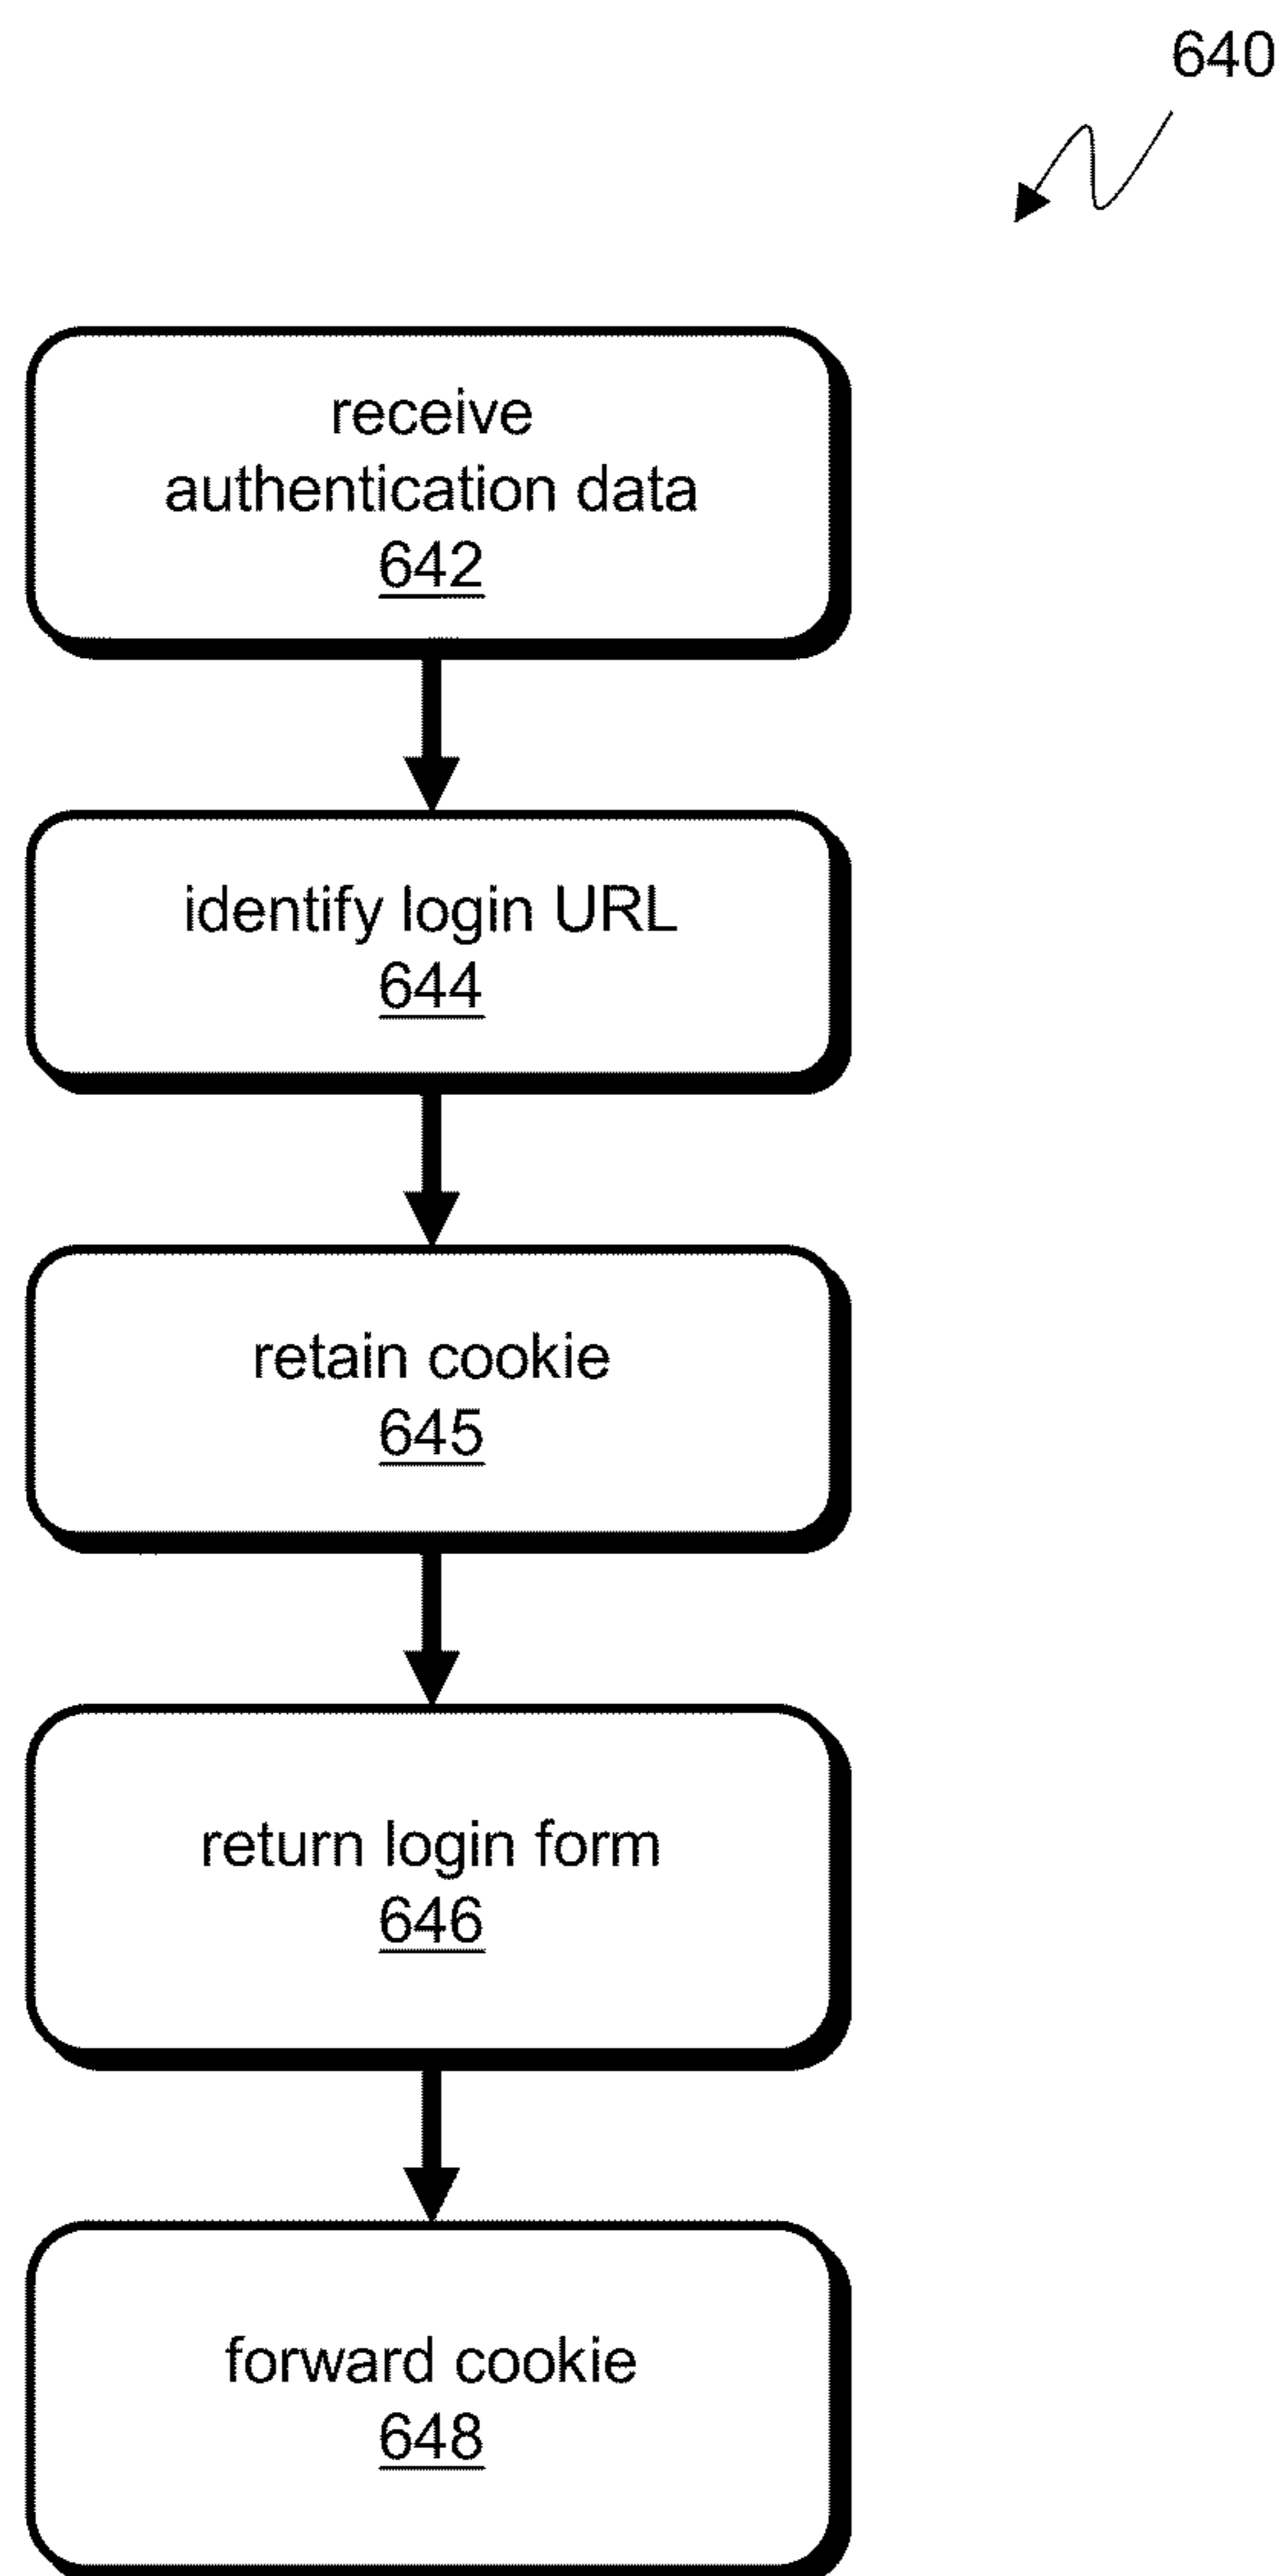 640
receive
authentication data
642
identify login URL
644
retain cookie
645
return login form
646
forward cookie
648